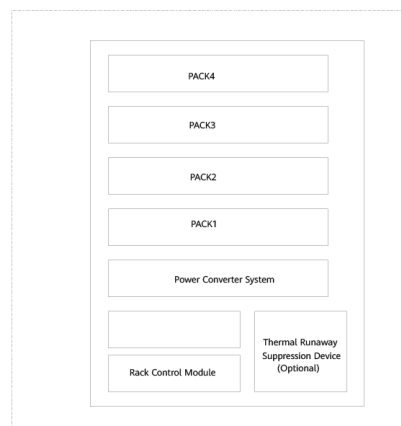 PACK4
PACK3
PACK2
PACK1
Power Converter System
Thermal Runaway
Suppression Device
(Optional)
Rack Control Module